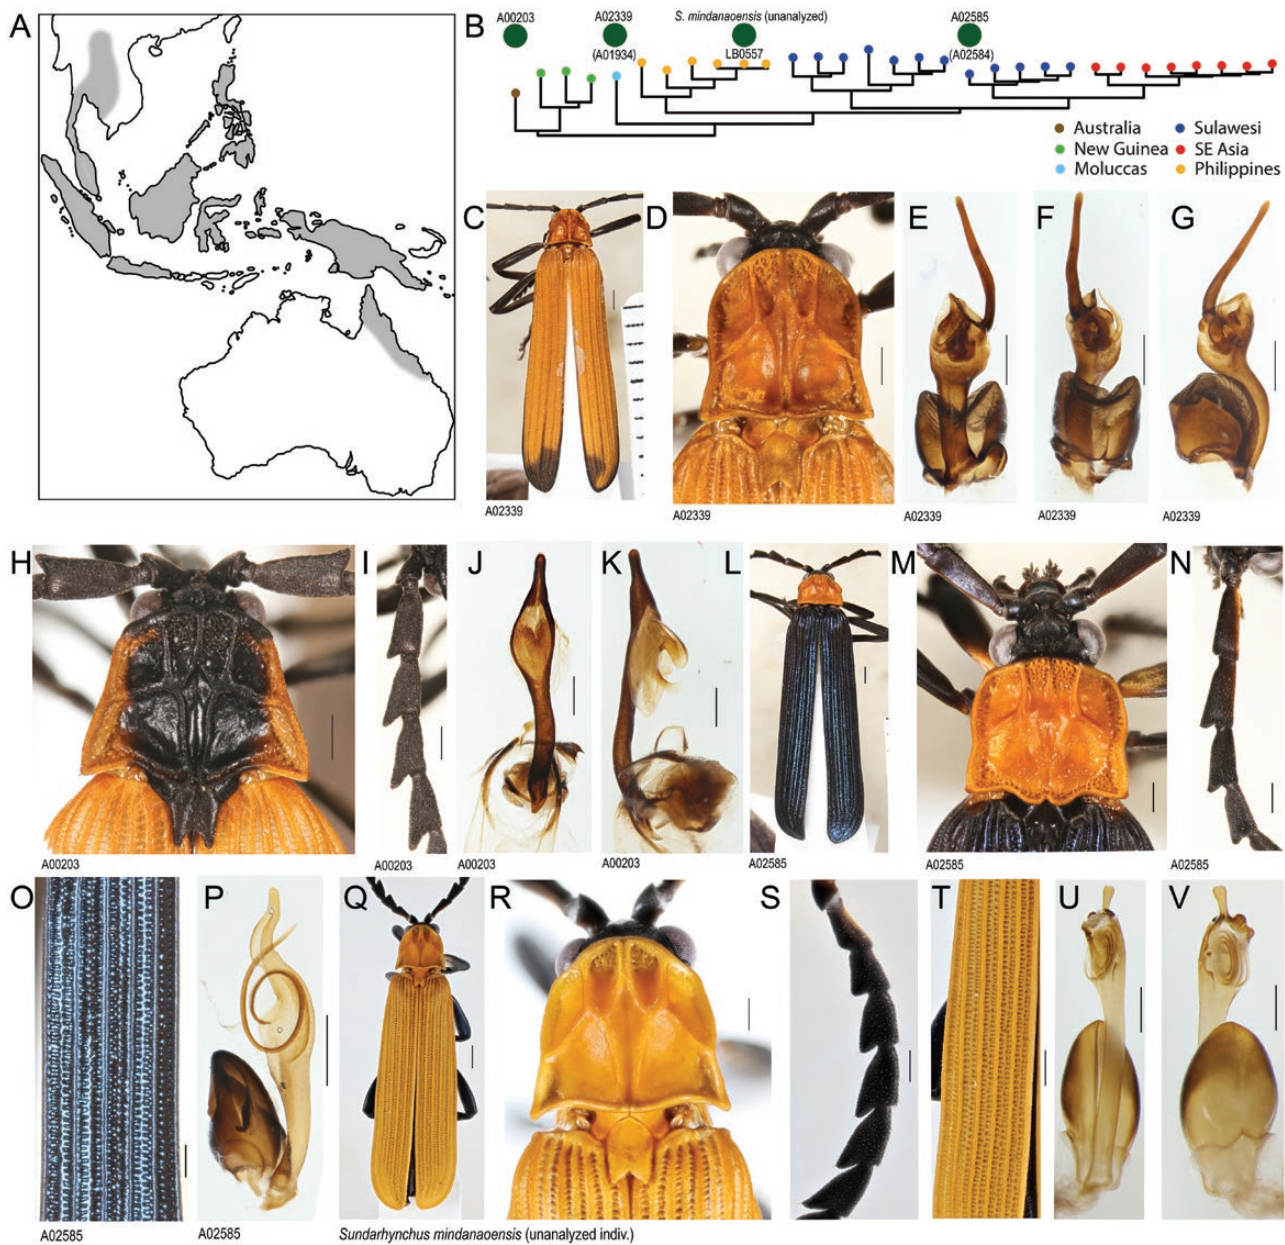 A
B
A00203
A02339
S. mindanaoensis (unanalyzed)
A02585
(A01934)
LB0557
(A02584)
Australia
Sulawesi
New Guinea
SE Asia
Moluccas
Philippines
C
D
E
F
G
A02339
A02339
A02339
A02339
A02339
H
I
J
K
L
M
N
A00203
A00203
A00203
A00203
A02585
A02585
A02585
O
P
Q
R
S
T
U
V
A02585
A02585
Sundarhynchus mindanaoensis (unanalyzed indiv.)